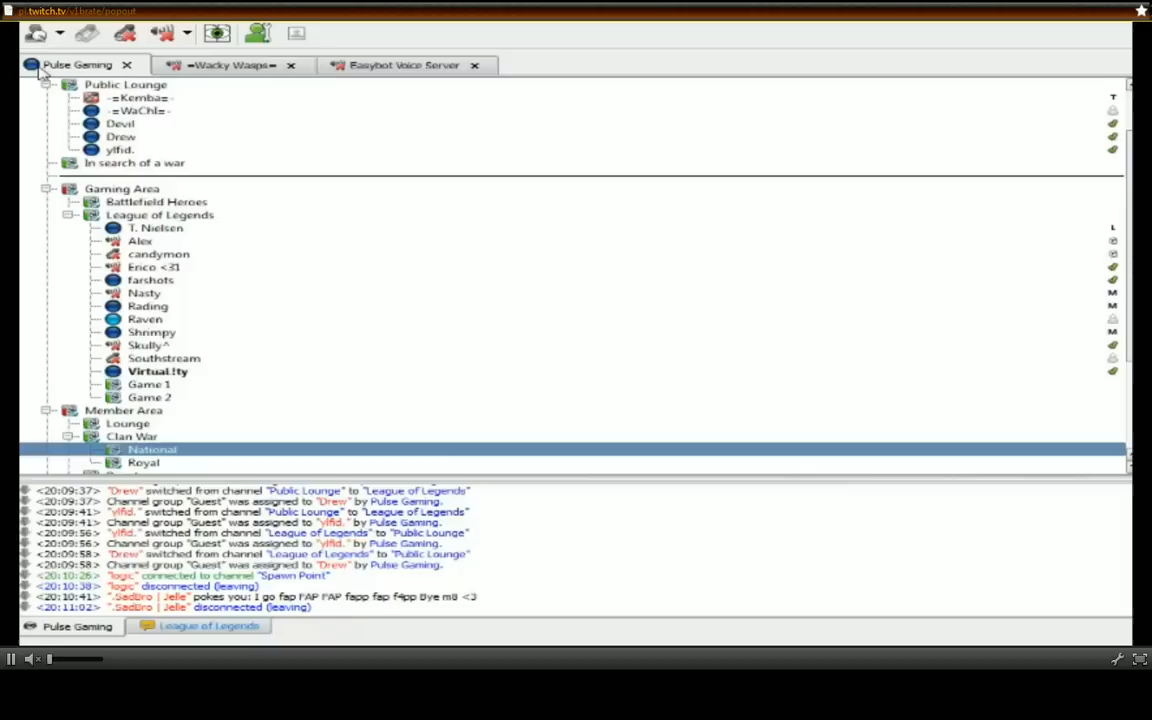 pl.twitch.tv/v1brate/popout
Pulse Gaming
=Wacky Wasps=
Easybot Voice Server
Public Lounge
-=Kemba=-
T
-=WaChI=-
Devil
Drew
ylfid.
In search of a war
Gaming Area
Battlefield Heroes
League of Legends
T. Nielsen
L
Alex
candymon
Erico <31
farshots
Nasty
M
Rading
M
Raven
Shrimpy
M
Skully^
Southstream
Virtual!ty
Game 1
Game 2
Member Area
Lounge
Clan War
National
Royal
<20:09:37> "Drew" switched from channel "Public Lounge" to "League of Legends"
<20:09:37> Channel group "Guest" was assigned to "Drew" by Pulse Gaming.
<20:09:41> "ylfid." switched from channel "Public Lounge" to "League of Legends"
<20:09:41> Channel group "Guest" was assigned to "ylfid." by Pulse Gaming.
<20:09:56> "ylfid." switched from channel "League of Legends" to "Public Lounge"
<20:09:56> Channel group "Guest" was assigned to "ylfid." by Pulse Gaming.
<20:09:58> "Drew" switched from channel "League of Legends" to "Public Lounge"
<20:09:58> Channel group "Guest" was assigned to "Drew" by Pulse Gaming.
<20:10:26> "logic" connected to channel "Spawn Point"
<20:10:38> "logic" disconnected (leaving)
<20:10:41> ".SadBro | Jelle" pokes you: I go fap FAP FAP fapp fap f4pp Bye m8 <3
<20:11:02> ".SadBro | Jelle" disconnected (leaving)
Pulse Gaming
League of Legends